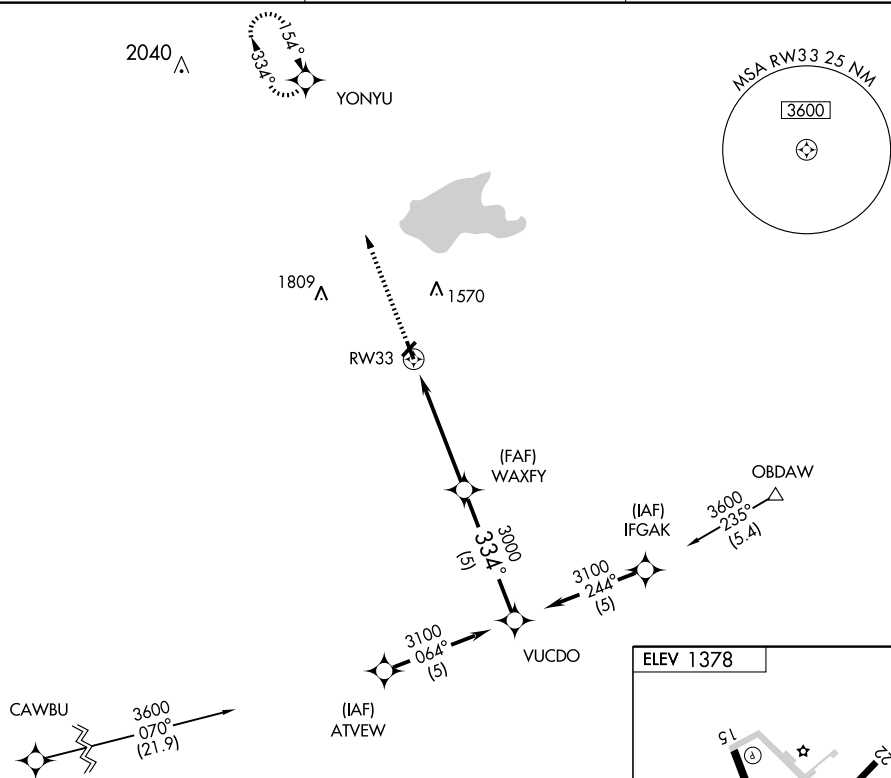 2040
154°
334°
YONYU
MSA RW33 25 NM
3600
1809
1570
RW33
(FAF)
WAXFY
OBDAW
3600
235°
(5.4)
(IAF)
IFGAK
3000
334°
(5)
3100
244°
(5)
3100
064°
(5)
VUCDO
(IAF)
ATVEW
CAWBU
3600
070°
(21.9)
ELEV 1378
15
P
22